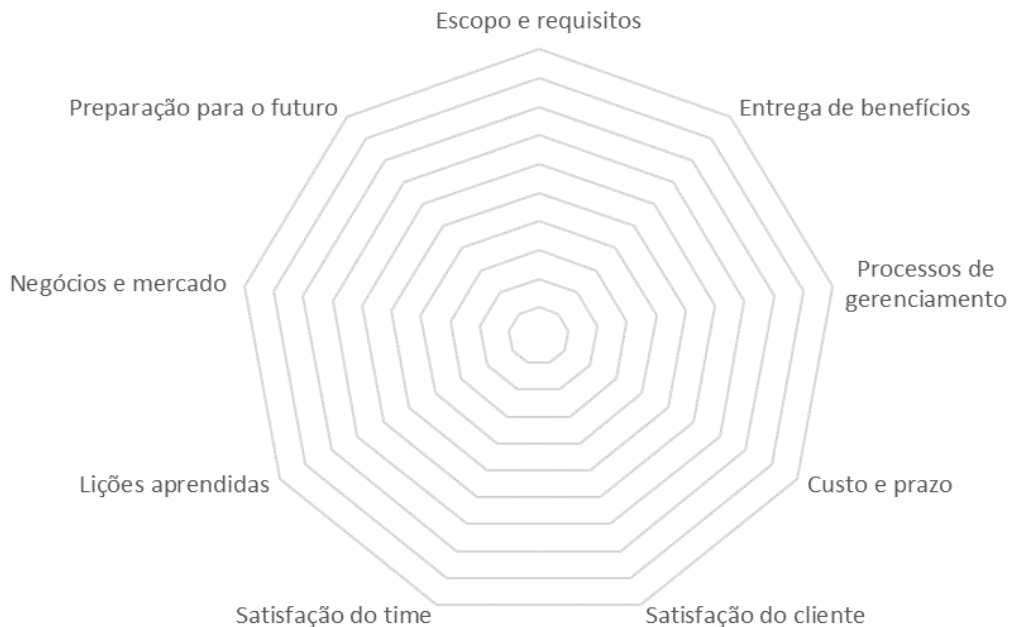 Escopo e requisitos
Preparação para o futuro
Entrega de benefícios
Negócios e mercado
Processos de
gerenciamento
Lições aprendidas
Custo e prazo
Satisfação do time
Satisfação do cliente